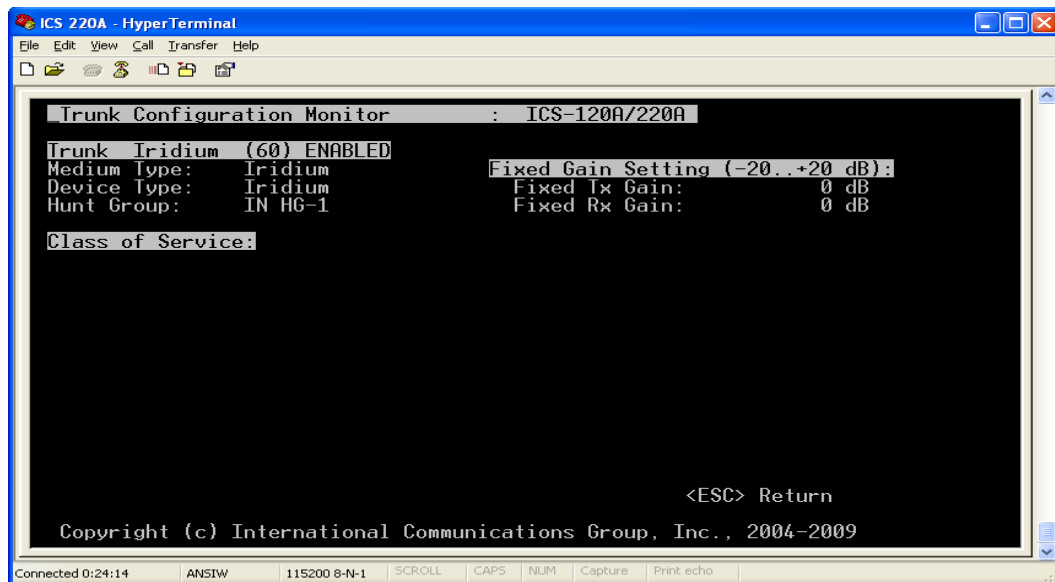 ICS 220A - HyperTerminal
File Edit View Call Transfer Help
_Trunk Configuration Monitor : ICS-120A/220A
Trunk Iridium (60) ENABLED
Medium Type: Iridium Fixed Gain Setting (-20..+20 dB):
Device Type: Iridium Fixed Tx Gain: 0 dB
Hunt Group: IN HG-1 Fixed Rx Gain: 0 dB
Class of Service:
<ESC> Return
Copyright (c) International Communications Group, Inc., 2004-2009
Connected 0:24:14 ANSIW 115200 8-N-1 SCROLL CAPS NUM Capture Print echo